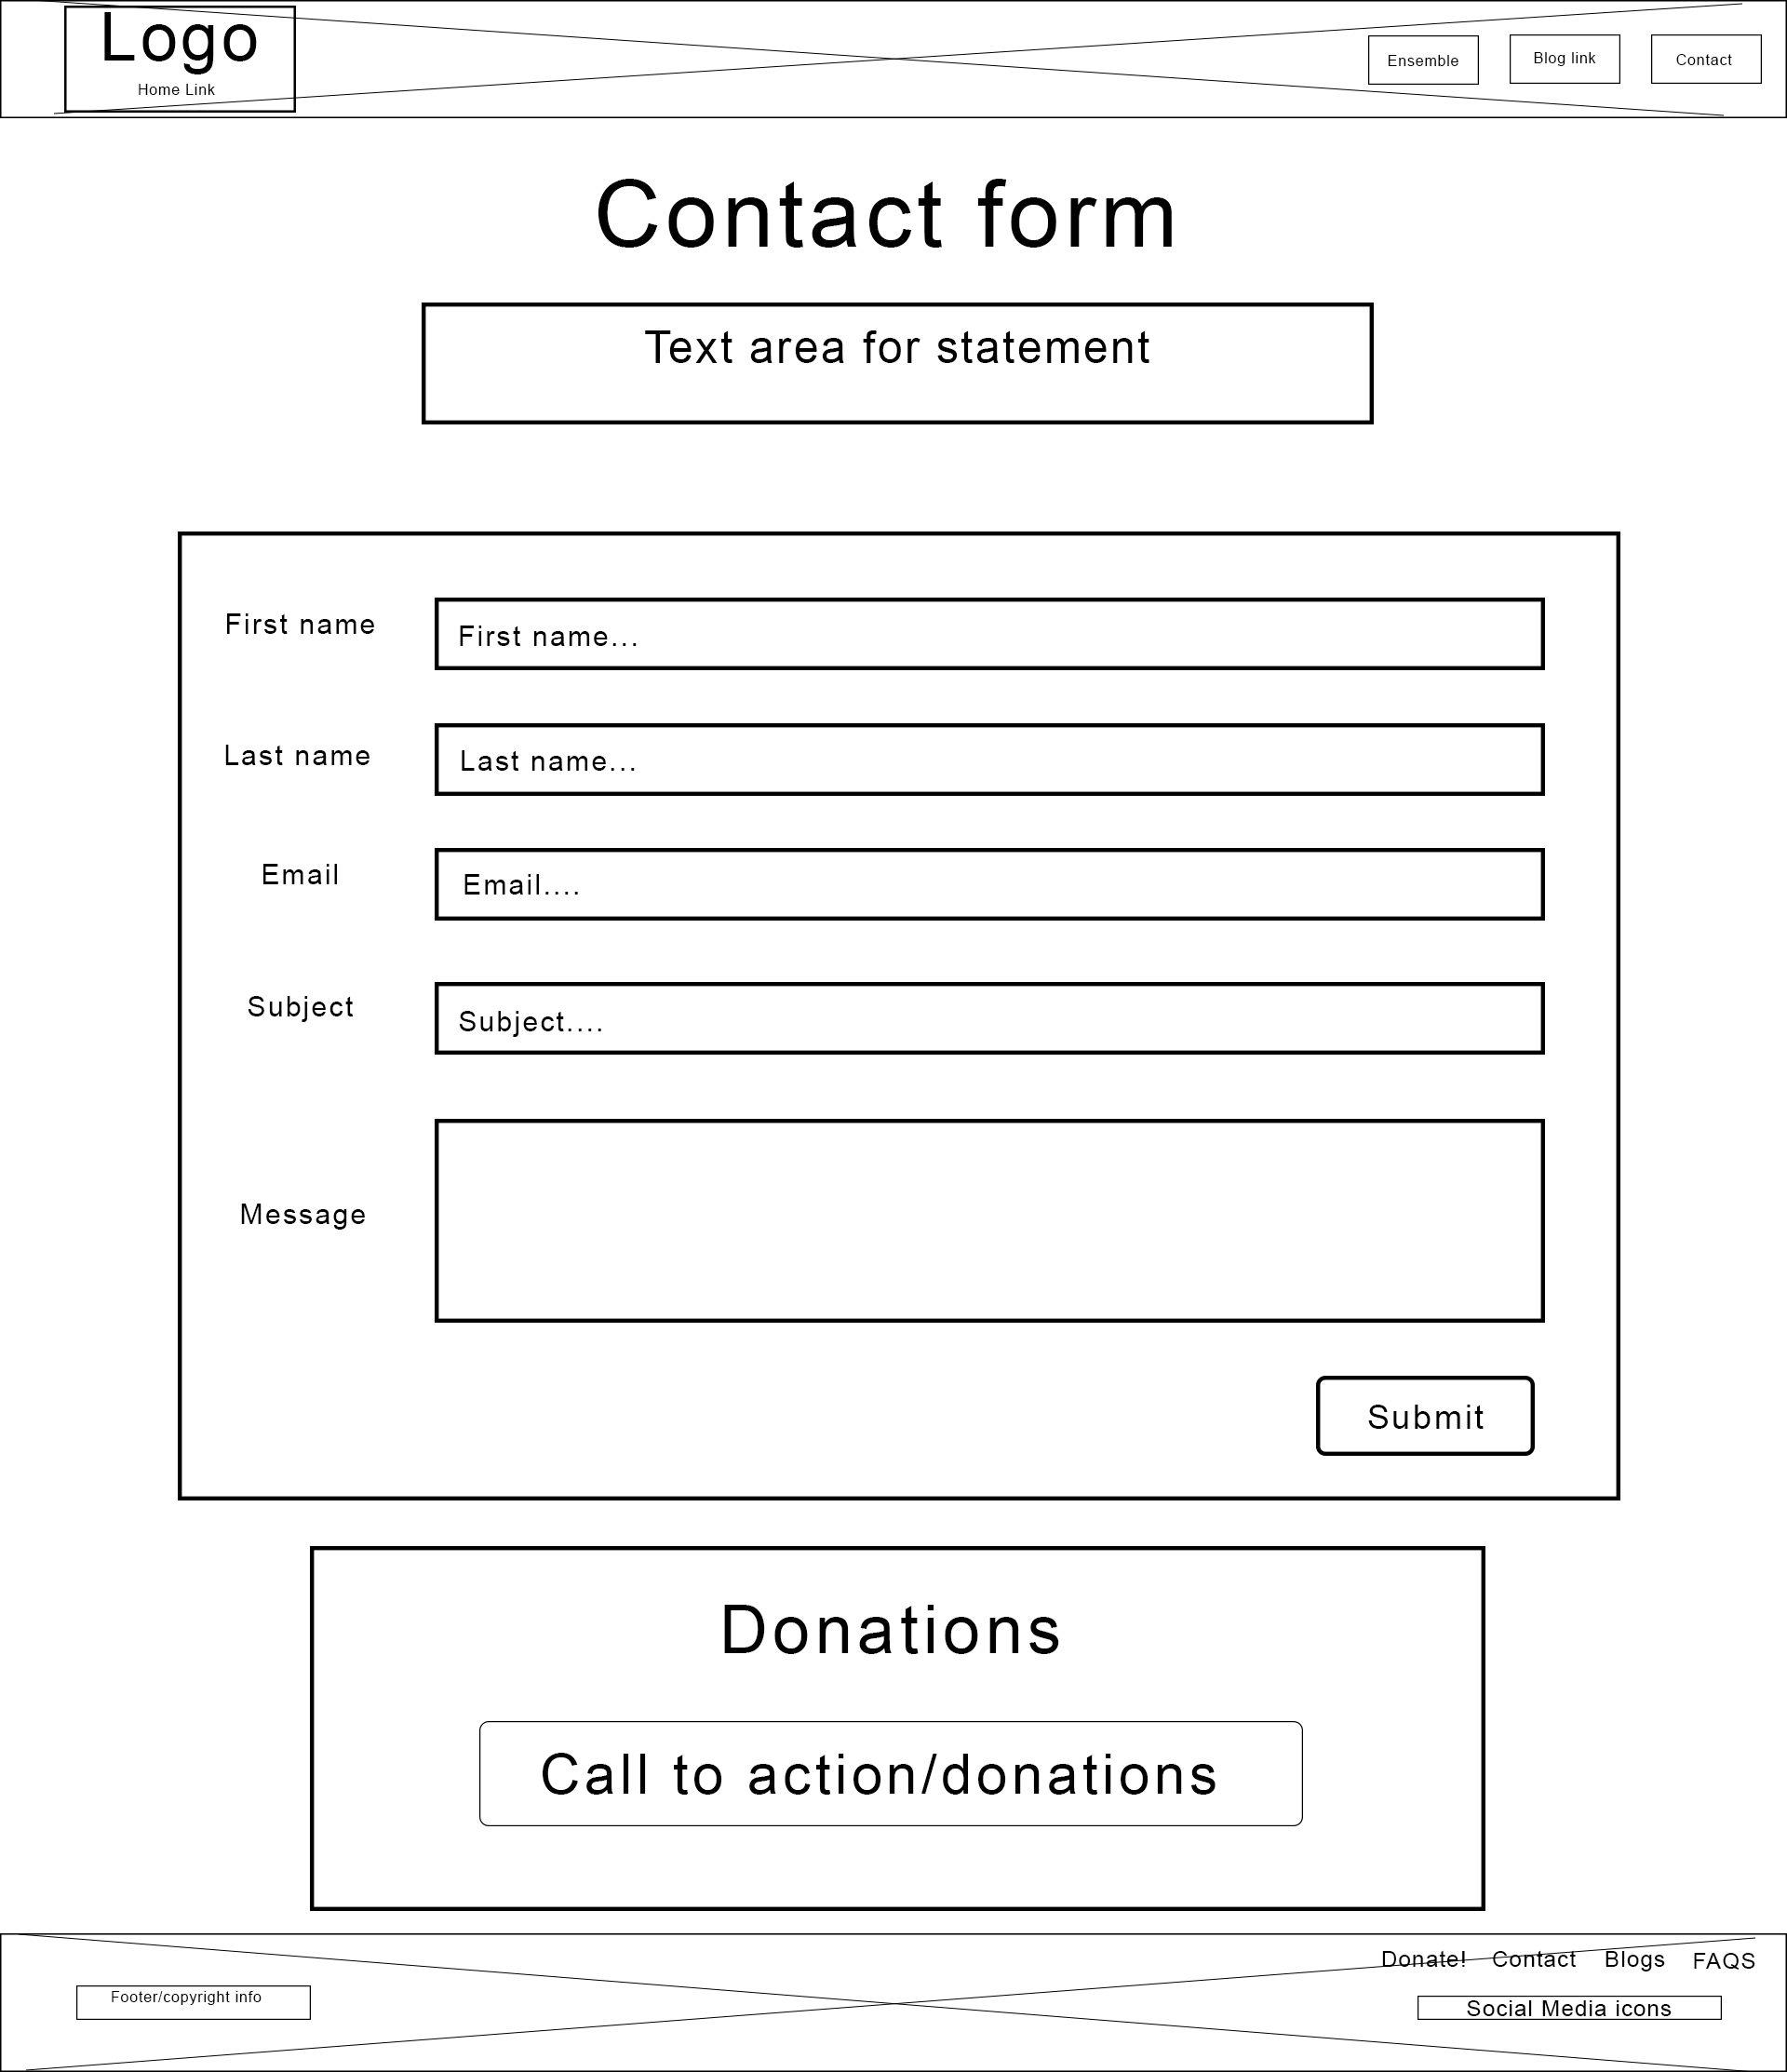 Logo
Home Link
Ensemble
Blog link
Contact
Contact form
Text area for statement
First name
First name...
Last name
Last name...
Email
Email....
Subject
Subject....
Message
Submit
Donations
Call to action/donations
Donate! Contact Blogs FAQS
Footer/copyright info
Social Media icons